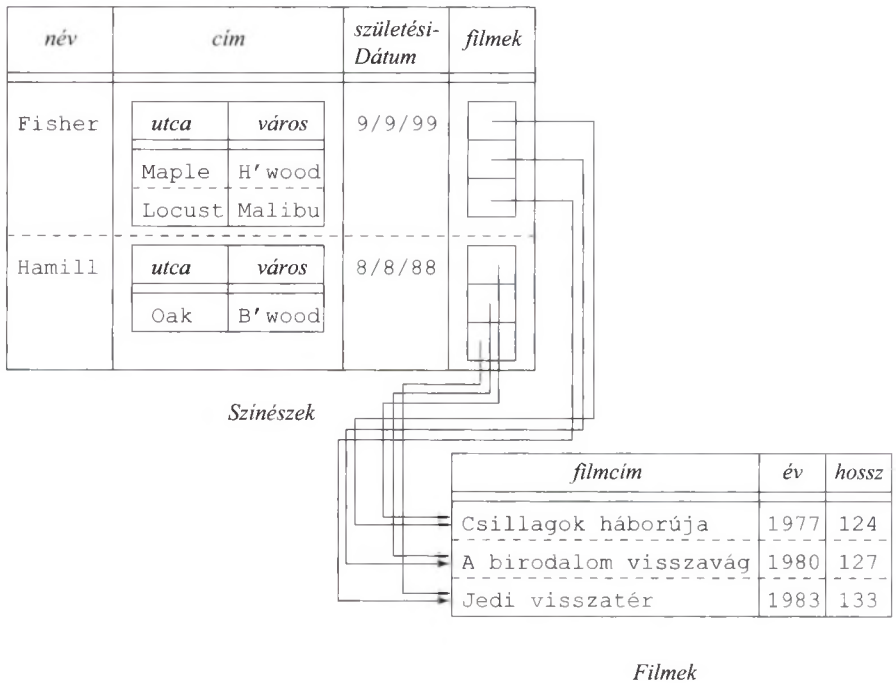 név cím születési-Dátum filmek
Fisher utca város 9/9/99
Maple H'wood
Locust Malibu
Hamill utca város 8/8/88
Oak B'wood
Színészek
filmcím év hossz
Csillagok háborúja 1977 124
A birodalom visszavág 1980 127
Jedi visszatér 1983 133
Filmek